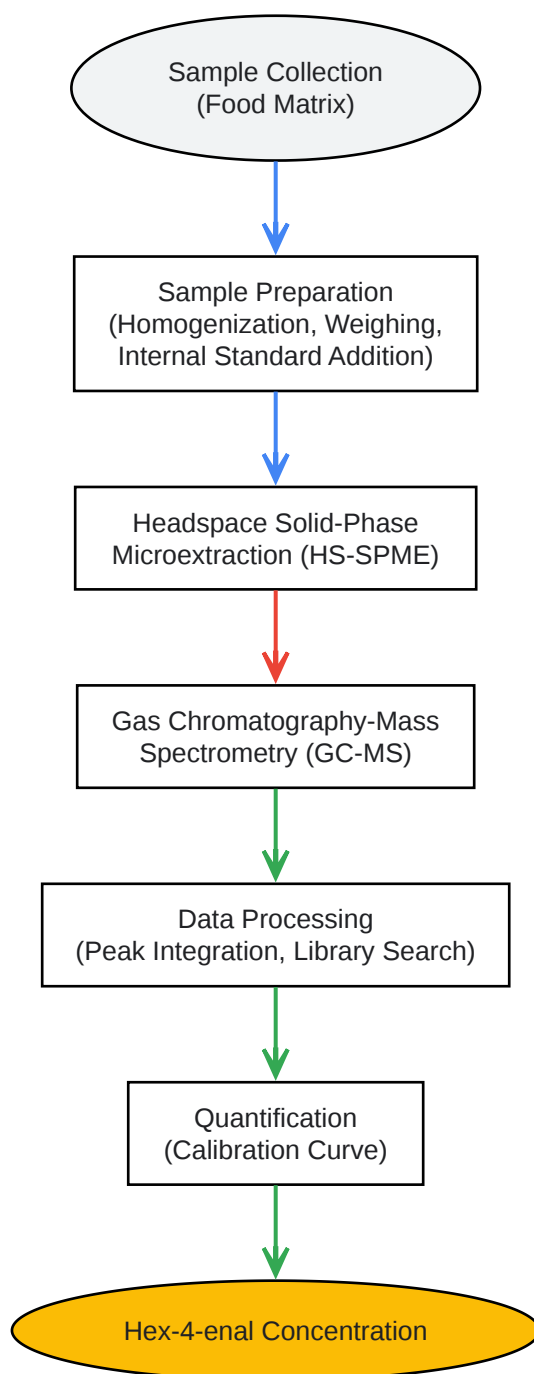 Sample Collection
(Food Matrix)
Sample Preparation
(Homogenization, Weighing,
Internal Standard Addition)
Headspace Solid-Phase
Microextraction (HS-SPME)
Gas Chromatography-Mass
Spectrometry (GC-MS)
Data Processing
(Peak Integration, Library Search)
Quantification
(Calibration Curve)
Hex-4-enal Concentration